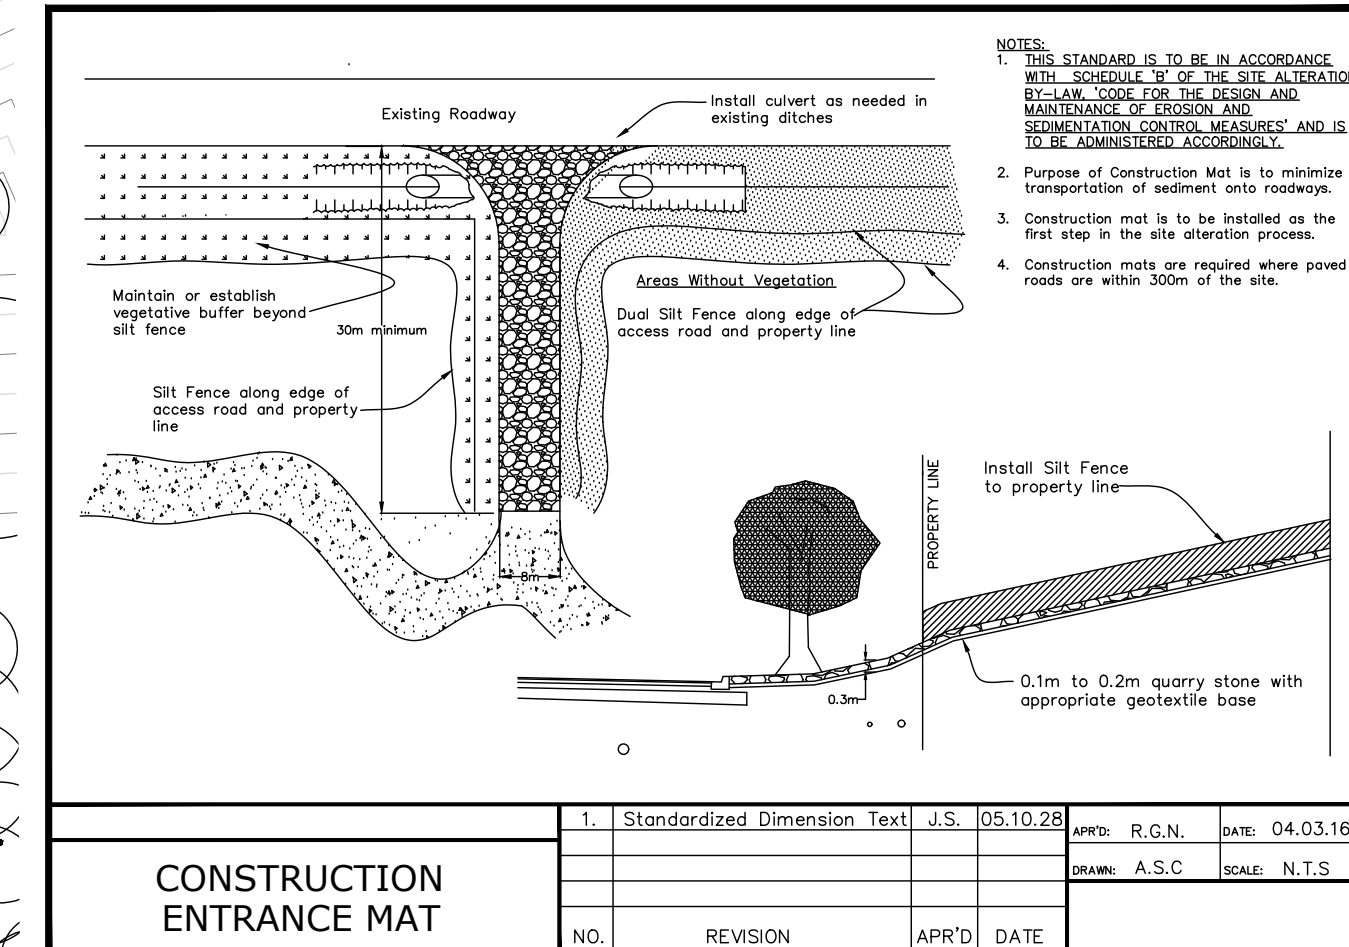 NOTES:
1. THIS STANDARD IS TO BE IN ACCORDANCE
WITH SCHEDULE 'B' OF THE SITE ALTERATIO
BY-LAW, 'CODE FOR THE DESIGN AND
MAINTENANCE OF EROSION AND
SEDIMENTATION CONTROL MEASURES' AND IS
TO BE ADMINISTERED ACCORDINGLY.
2. Purpose of Construction Mat is to minimize
transportation of sediment onto roadways.
3. Construction mat is to be installed as the
first step in the site alteration process.
4. Construction mats are required where paved
roads are within 300m of the site.
Existing Roadway
Install culvert as needed in
existing ditches
Maintain or establish
vegetative buffer beyond
silt fence
30m minimum
Areas Without Vegetation
Dual Silt Fence along edge of
access road and property line
Silt Fence along edge of
access road and property
line
8m
PROPERTY LINE
Install Silt Fence
to property line
0.3m
0.1m to 0.2m quarry stone with
appropriate geotextile base
CONSTRUCTION
ENTRANCE MAT
1. Standardized Dimension Text J.S. 05.10.28
NO. REVISION APR'D DATE
APR'D: R.G.N. DATE: 04.03.16
DRAWN: A.S.C SCALE: N.T.S